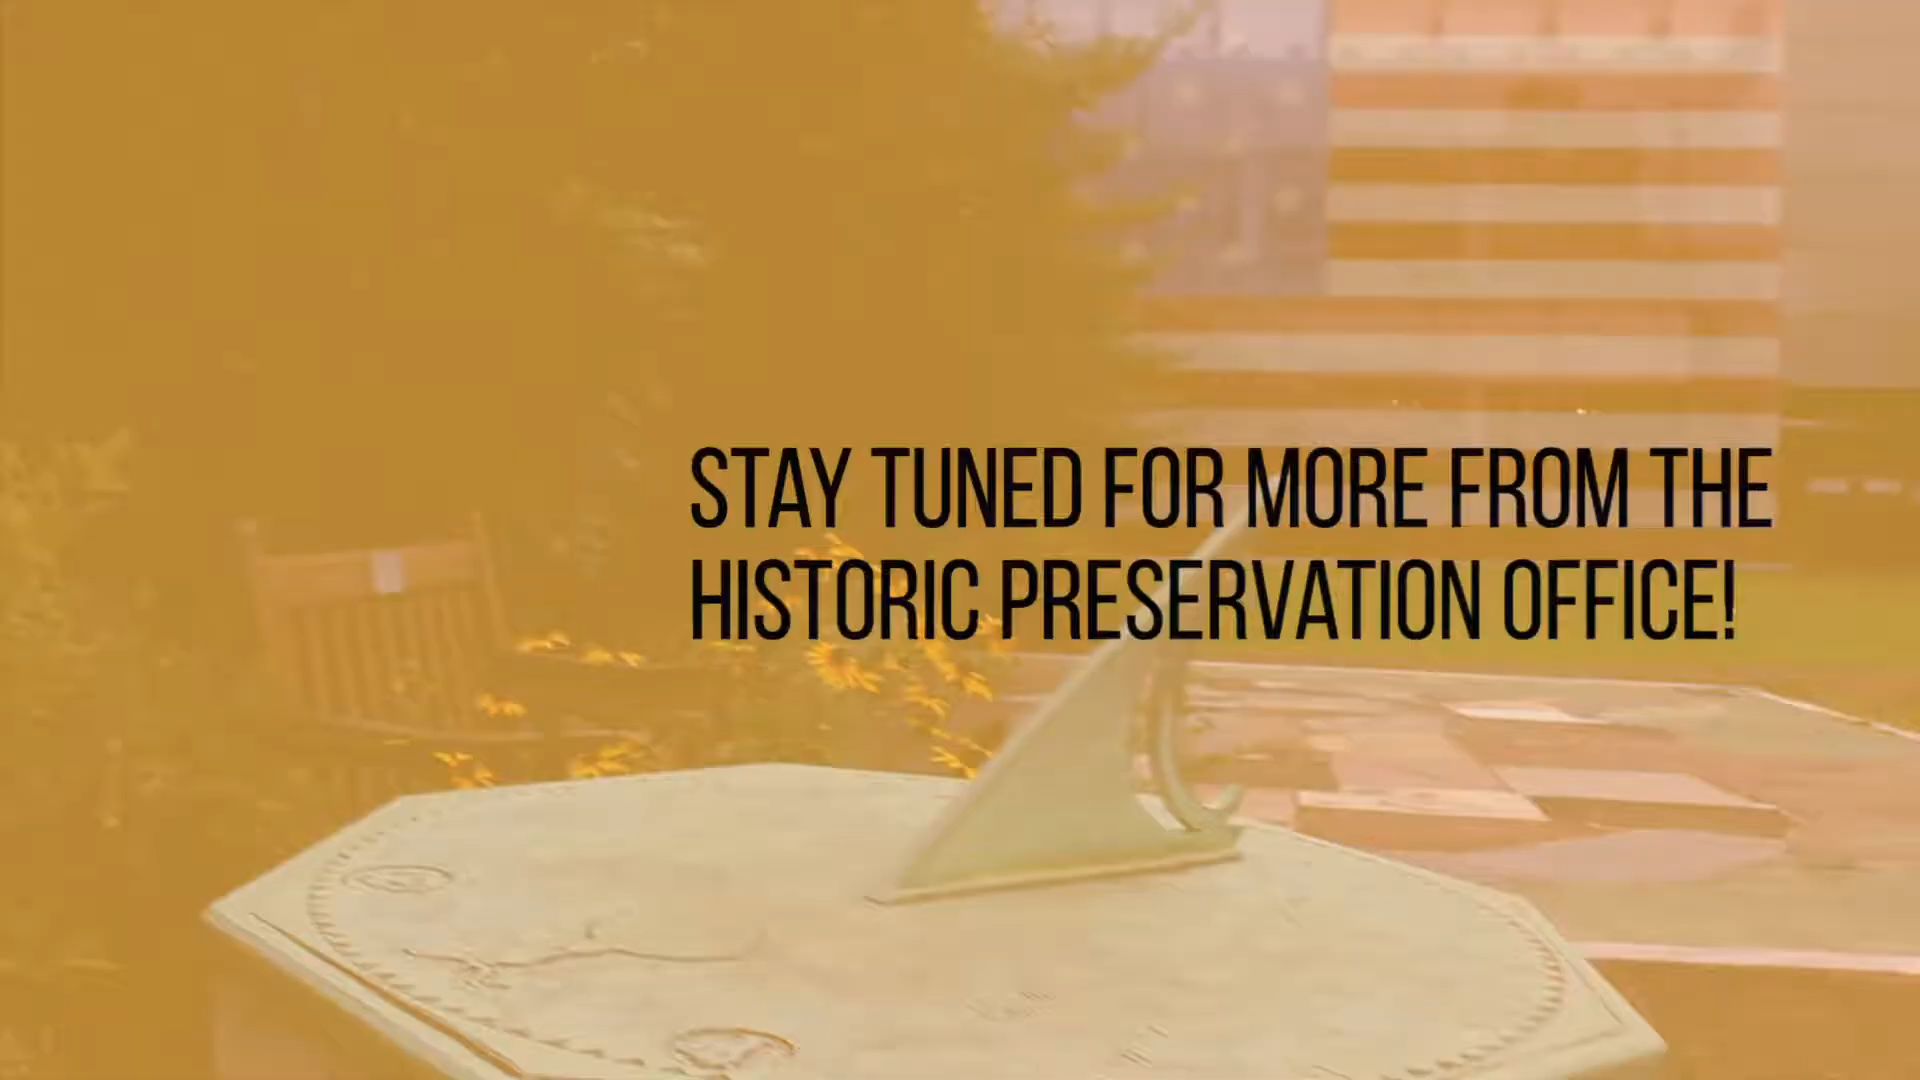 STAY TUNED FOR MORE FROM THE
HISTORIC PRESERVATION OFFICE!